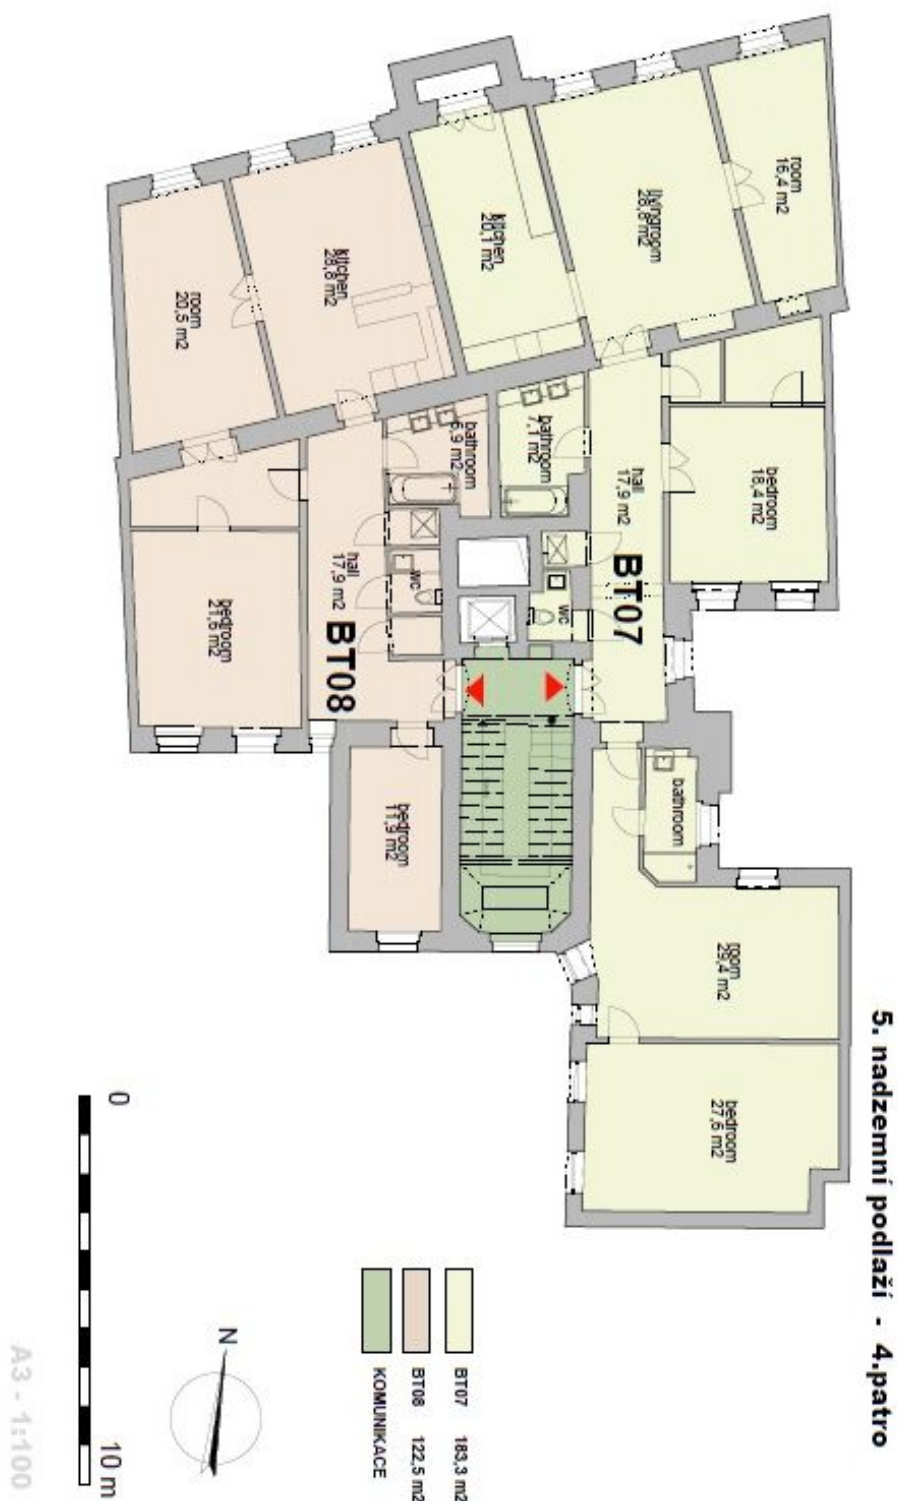 5. nadzemní podlaží - 4.patro
room
16,4 m2
livingroom
28,8 m2
kitchen
20,1 m2
kitchen
28,8 m2
room
20,5 m2
bedroom
18,4 m2
bathroom
7,1 m2
bathroom
6,9 m2
hall
17,9 m2
BT07
wc
hall
17,9 m2
BT08
wc
bedroom
21,6 m2
bathroom
bedroom
11,9 m2
room
29,4 m2
bedroom
27,6 m2
BT07 183,3 m2
BT08 122,5 m2
KOMUNIKACE
N
0
10 m
A3 - 1:100